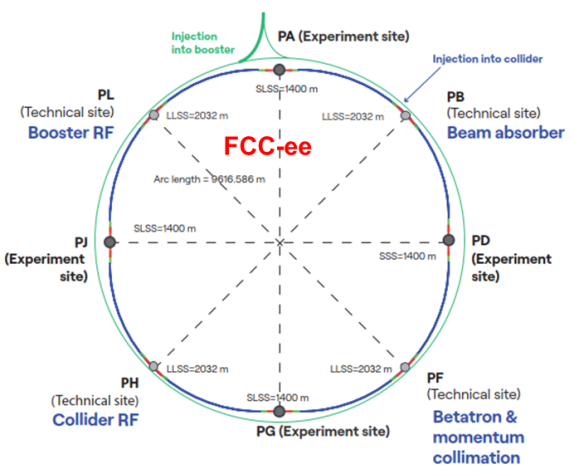 Injection
into booster
PA (Experiment site)
Injection into collider
SLSS=1400 m
PL
(Technical site)
Booster RF
LLSS=2032 m
LLSS=2032 m
PB
(Technical site)
Beam absorber
FCC-ee
Arc length = 9616.586 m
PJ
(Experiment
site)
SLSS=1400 m
SSS=1400 m
PD
(Experiment
site)
LLSS=2032 m
LLSS=2032 m
PH
(Technical site)
Collider RF
SLSS=1400 m
PG (Experiment site)
PF
(Technical site)
Betatron &
momentum
collimation